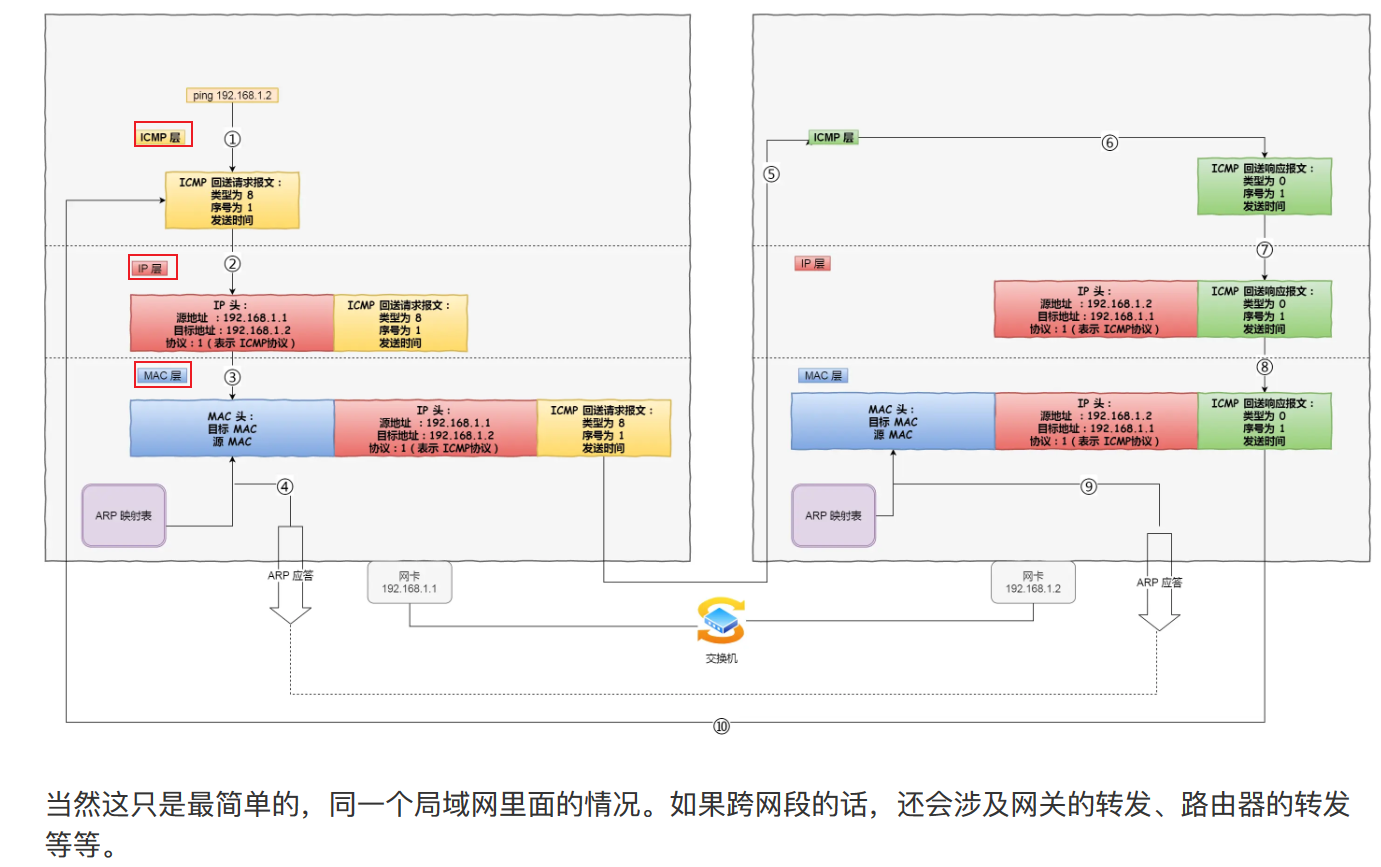 ping 192.168.1.2
ICMP 层
①
ICMP 回送请求报文：
类型为 8
序号为 1
发送时间
IP 层
②
IP 头：
源地址 ：192.168.1.1
目标地址：192.168.1.2
协议：1（表示 ICMP协议）
ICMP 回送请求报文：
类型为 8
序号为 1
发送时间
MAC 层
③
MAC 头：
目标 MAC
源 MAC
IP 头：
源地址 ：192.168.1.1
目标地址：192.168.1.2
协议：1（表示 ICMP协议）
ICMP 回送请求报文：
类型为 8
序号为 1
发送时间
④
ARP 映射表
ARP 应答
网卡
192.168.1.1
⑤
ICMP 层
⑥
ICMP 回送响应报文：
类型为 0
序号为 1
发送时间
⑦
IP 层
IP 头：
源地址 ：192.168.1.2
目标地址：192.168.1.1
协议：1（表示 ICMP协议）
ICMP 回送响应报文：
类型为 0
序号为 1
发送时间
⑧
MAC 层
MAC 头：
目标 MAC
源 MAC
IP 头：
源地址 ：192.168.1.2
目标地址：192.168.1.1
协议：1（表示 ICMP协议）
ICMP 回送响应报文：
类型为 0
序号为 1
发送时间
⑨
ARP 映射表
ARP 应答
网卡
192.168.1.2
交换机
⑩
当然这只是最简单的，同一个局域网里面的情况。如果跨网段的话，还会涉及网关的转发、路由器的转发
等等。